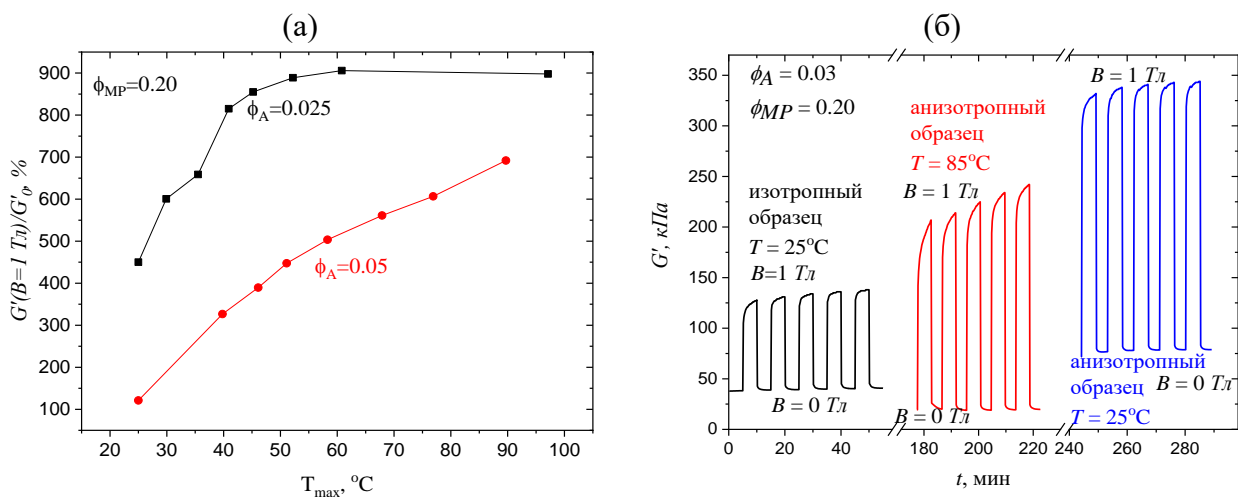 (а)
ϕMP=0.20
ϕA=0.025
ϕA=0.05
G'(B=1 Тл)/G'0, %
900
800
700
600
500
400
300
200
100
20
30
40
50
60
70
80
90
100
Tmax, °C
(б)
ϕA = 0.03
ϕMP = 0.20
изотропный
образец
T = 25°C
B=1 Тл
B = 0 Тл
анизотропный
образец
T = 85°C
B = 1 Тл
B = 0 Тл
B = 1 Тл
анизотропный
образец
T = 25°C
B = 0 Тл
G', кПа
350
300
250
200
150
100
50
0
0
20
40
180
200
220
240
260
280
t, мин